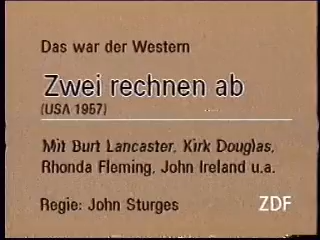 Das war der Western
Zwei rechnen ab
(USA 1957)
Mit Burt Lancaster, Kirk Douglas,
Rhonda Fleming, John Ireland u.a.
Regie: John Sturges
ZDF